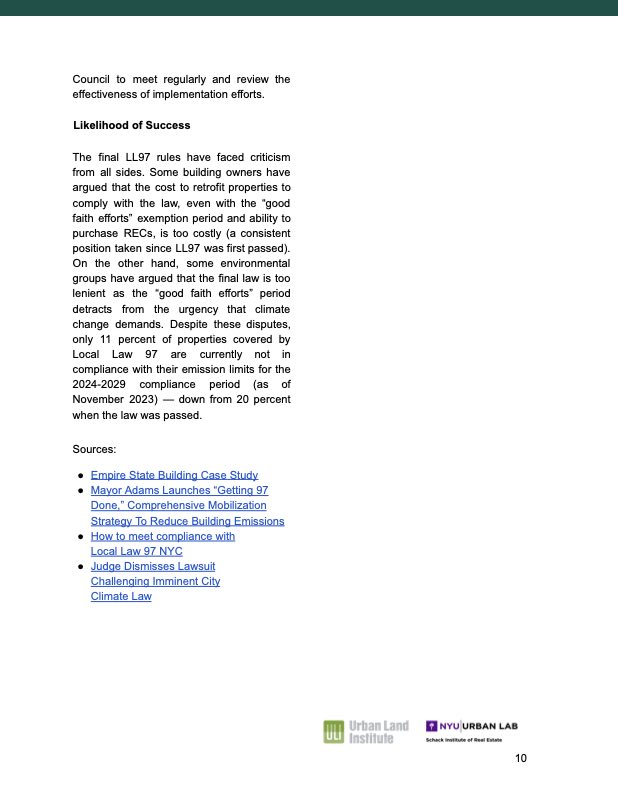 Council to meet regularly and review the
effectiveness of implementation efforts.
Likelihood of Success
The final LL97 rules have faced criticism
from all sides. Some building owners have
argued that the cost to retrofit properties to
comply with the law, even with the “good
faith efforts” exemption period and ability to
purchase RECs, is too costly (a consistent
position taken since LL97 was first passed).
On the other hand, some environmental
groups have argued that the final law is too
lenient as the “good faith efforts” period
detracts from the urgency that climate
change demands. Despite these disputes,
only 11 percent of properties covered by
Local Law 97 are currently not in
compliance with their emission limits for the
2024-2029 compliance period (as of
November 2023) — down from 20 percent
when the law was passed.
Sources:
● Empire State Building Case Study
● Mayor Adams Launches “Getting 97
Done,” Comprehensive Mobilization
Strategy To Reduce Building Emissions
● How to meet compliance with
Local Law 97 NYC
● Judge Dismisses Lawsuit
Challenging Imminent City
Climate Law
ULI Urban Land
Institute
NYU URBAN LAB
Schack Institute of Real Estate
10